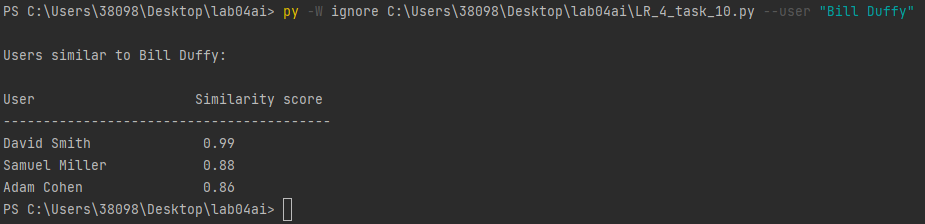 PS C:\Users\38098\Desktop\lab04ai> py -W ignore C:\Users\38098\Desktop\lab04ai\LR_4_task_10.py --user "Bill Duffy"
Users similar to Bill Duffy:
User                    Similarity score
-----------------------------------------
David Smith              0.99
Samuel Miller            0.88
Adam Cohen               0.86
PS C:\Users\38098\Desktop\lab04ai>